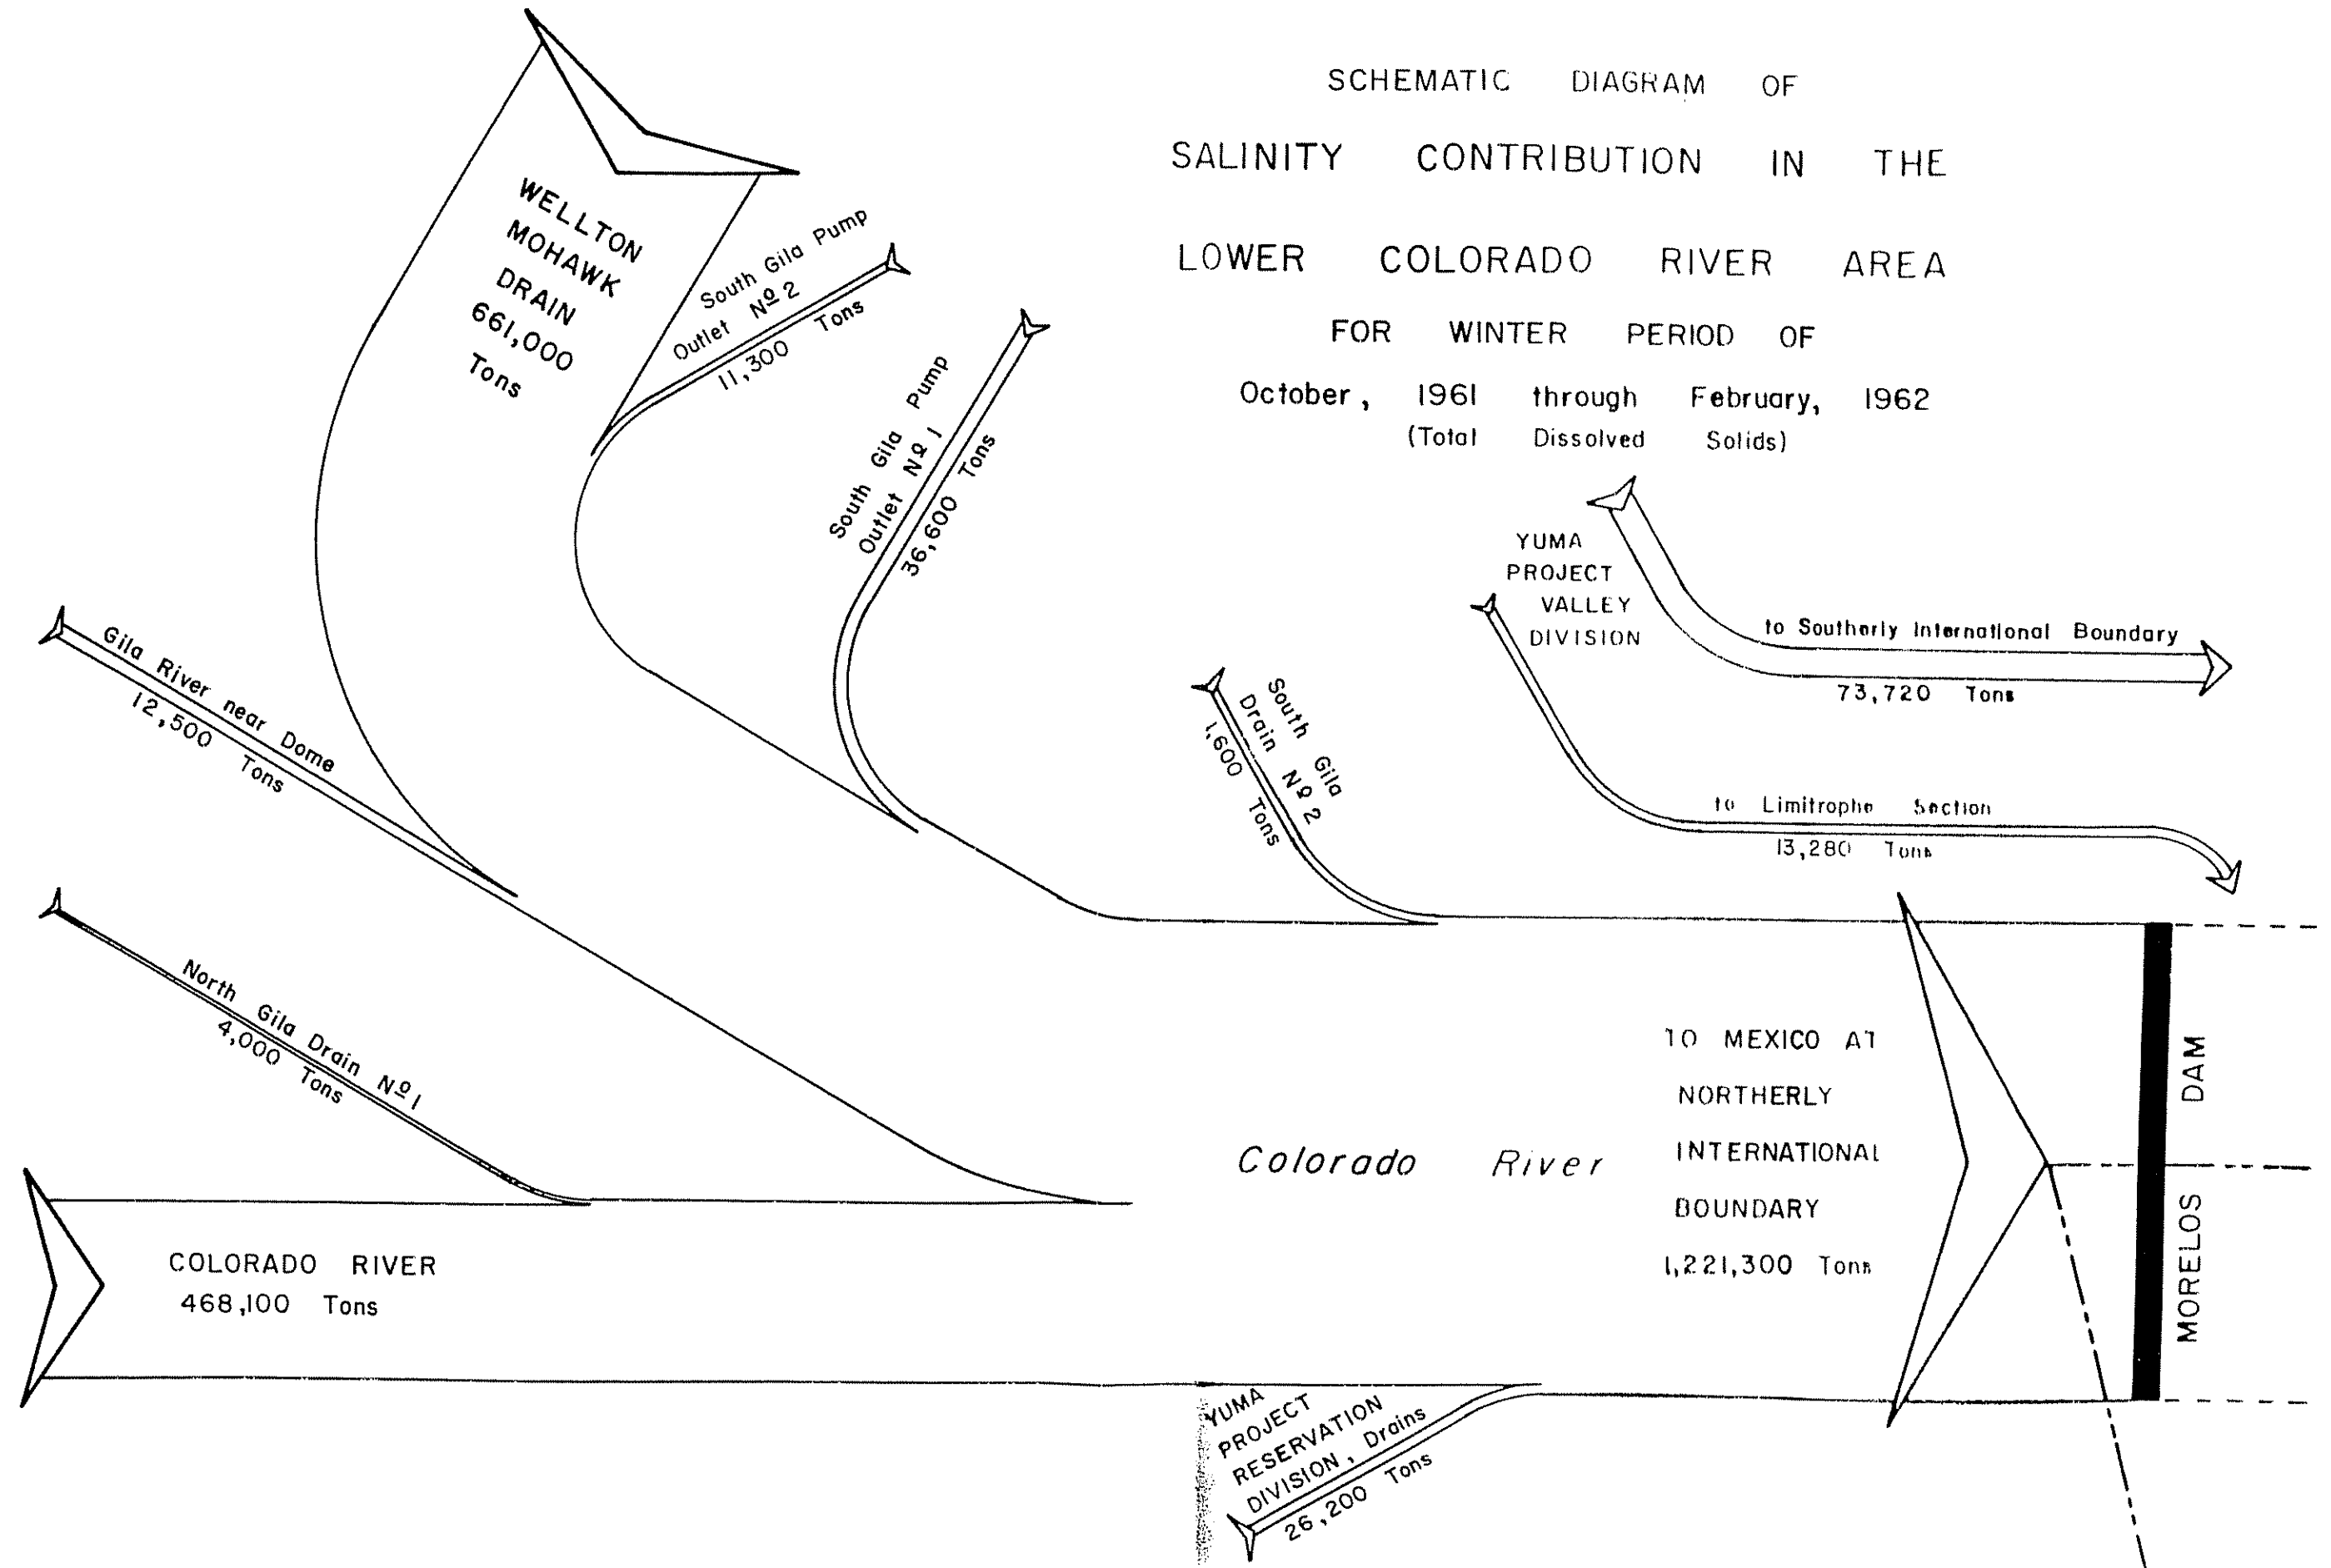 SCHEMATIC DIAGRAM OF
SALINITY CONTRIBUTION IN THE
LOWER COLORADO RIVER AREA
FOR WINTER PERIOD OF
October, 1961 through February, 1962
(Total Dissolved Solids)
WELLTON
MOHAWK
DRAIN
661,000
Tons
South Gila Pump
Outlet Nº 2
11,300 Tons
South Gila Pump
Outlet Nº 1
36,600 Tons
YUMA
PROJECT
VALLEY
DIVISION
to Southerly International Boundary
73,720 Tons
to Limitrophe Section
13,280 Tons
South Gila
Drain Nº 2
1,600 Tons
Gila River near Dome
12,500 Tons
North Gila Drain Nº 1
4,000 Tons
COLORADO RIVER
468,100 Tons
Colorado River
TO MEXICO AT
NORTHERLY
INTERNATIONAL
BOUNDARY
1,221,300 Tons
MORELOS DAM
YUMA
PROJECT
RESERVATION
DIVISION, Drains
26,200 Tons